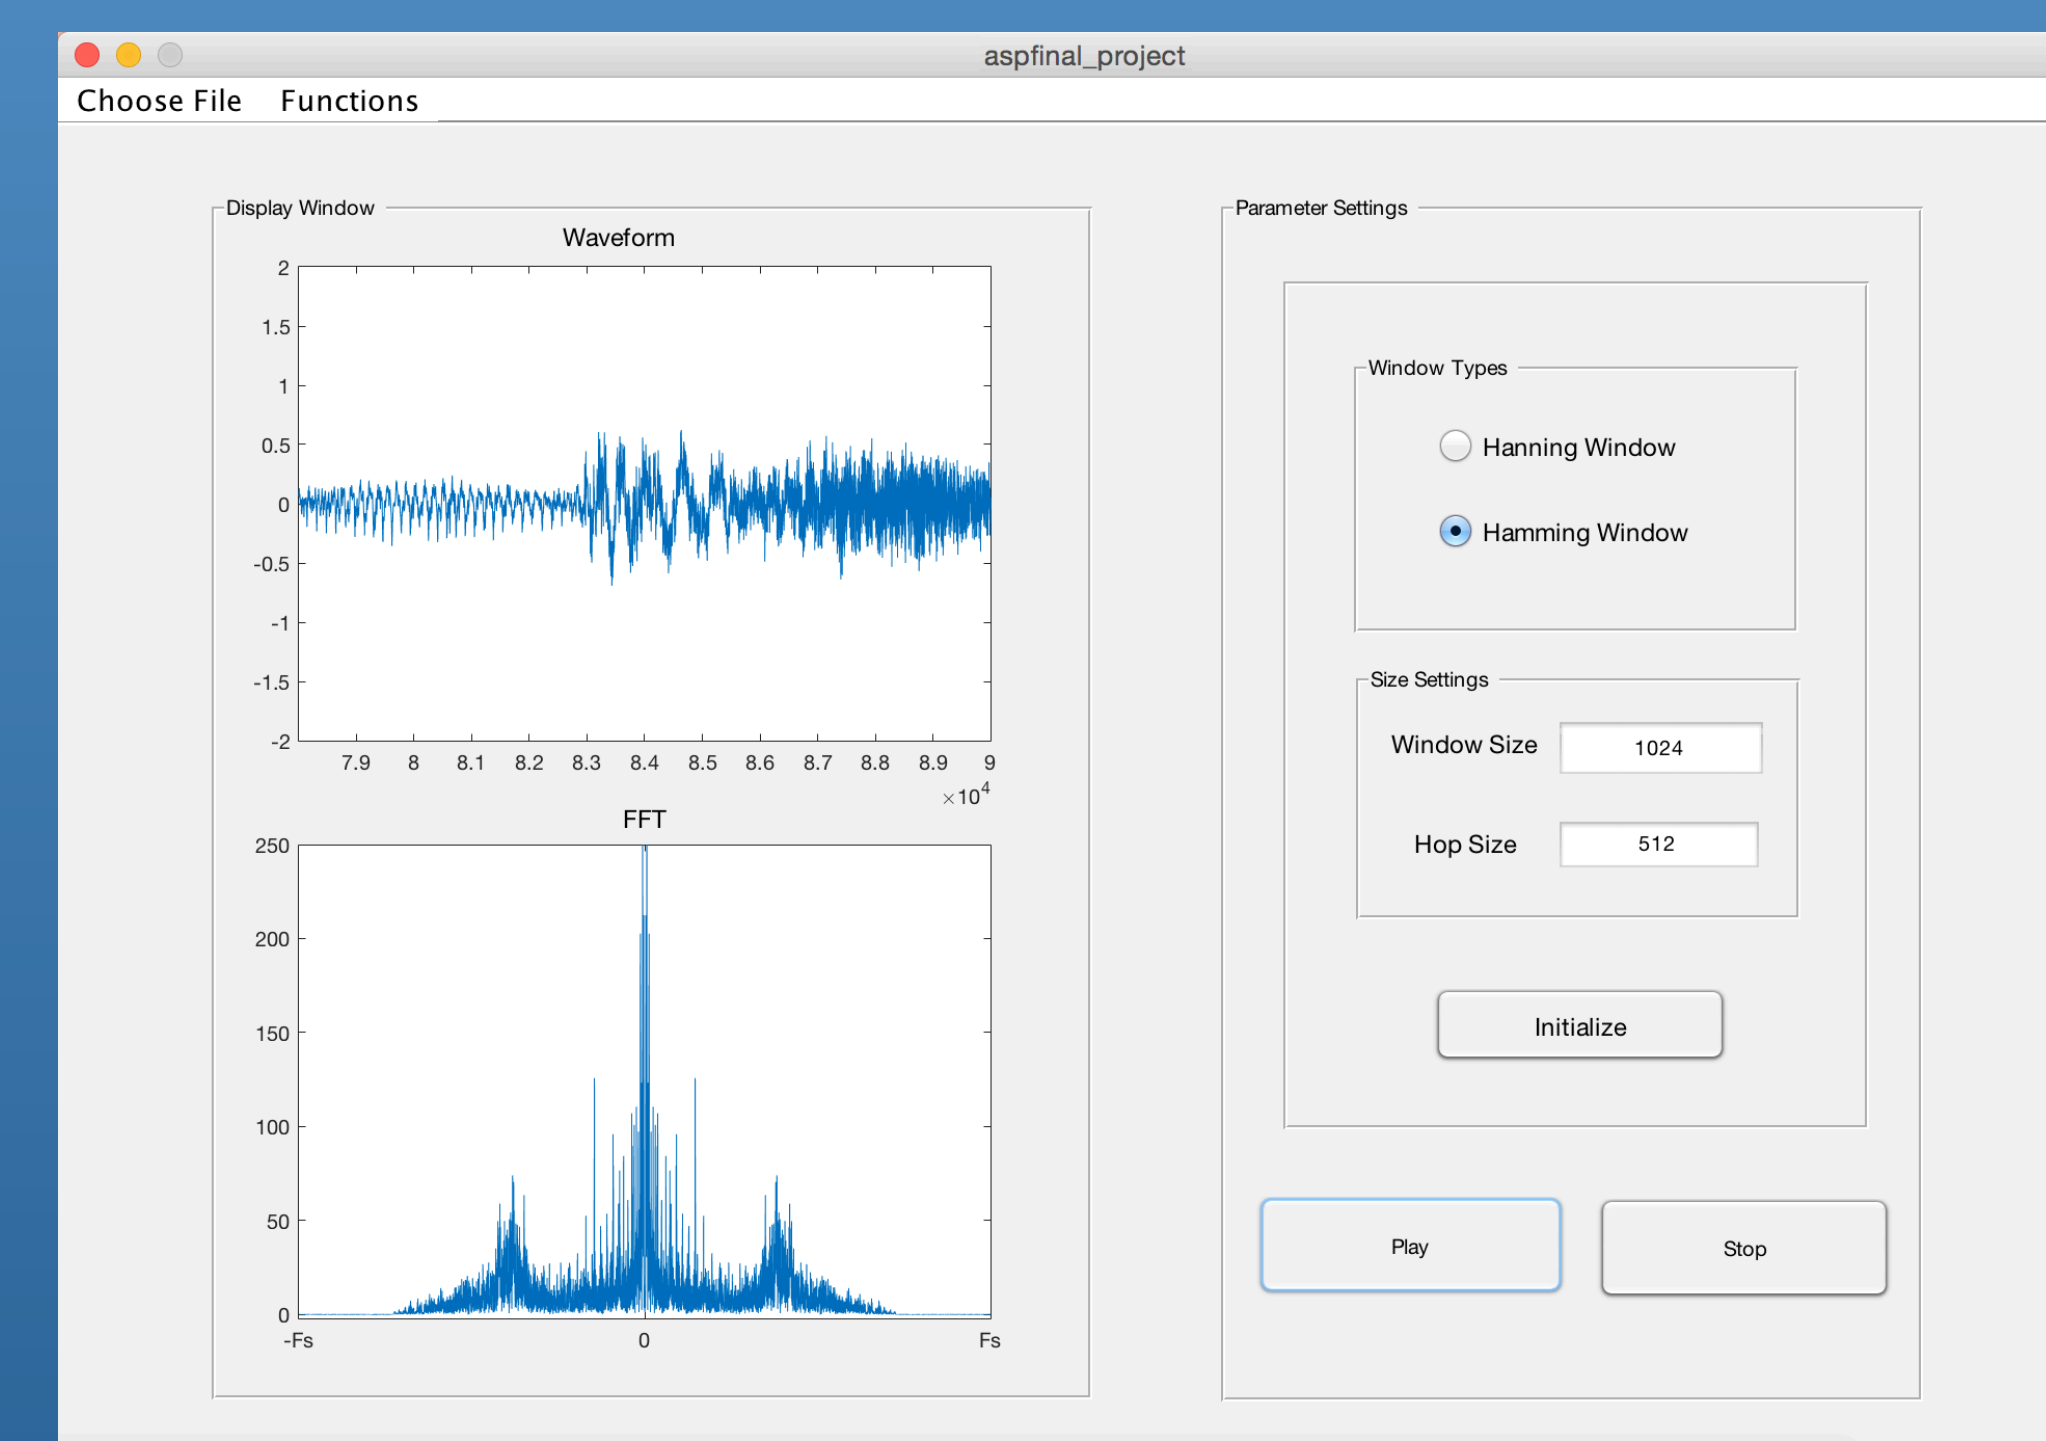 aspfinal_project
Choose File Functions
Display Window
Waveform
2
1.5
1
0.5
0
-0.5
-1
-1.5
-2
7.9 8 8.1 8.2 8.3 8.4 8.5 8.6 8.7 8.8 8.9 9
×10^4
FFT
250
200
150
100
50
0
-Fs 0 Fs
Parameter Settings
Window Types
Hanning Window
Hamming Window
Size Settings
Window Size 1024
Hop Size 512
Initialize
Play Stop